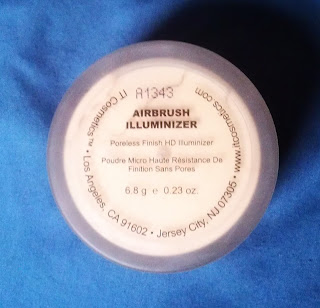 A1343
AIRBRUSH
ILLUMINIZER
Poreless Finish HD Illuminizer
Poudre Micro Haute Résistance De
Finition Sans Pores
6.8 g e 0.23 oz.
IT Cosmetics™ • Los Angeles, CA 91602 • Jersey City, NJ 07305 • www.itcosmetics.com